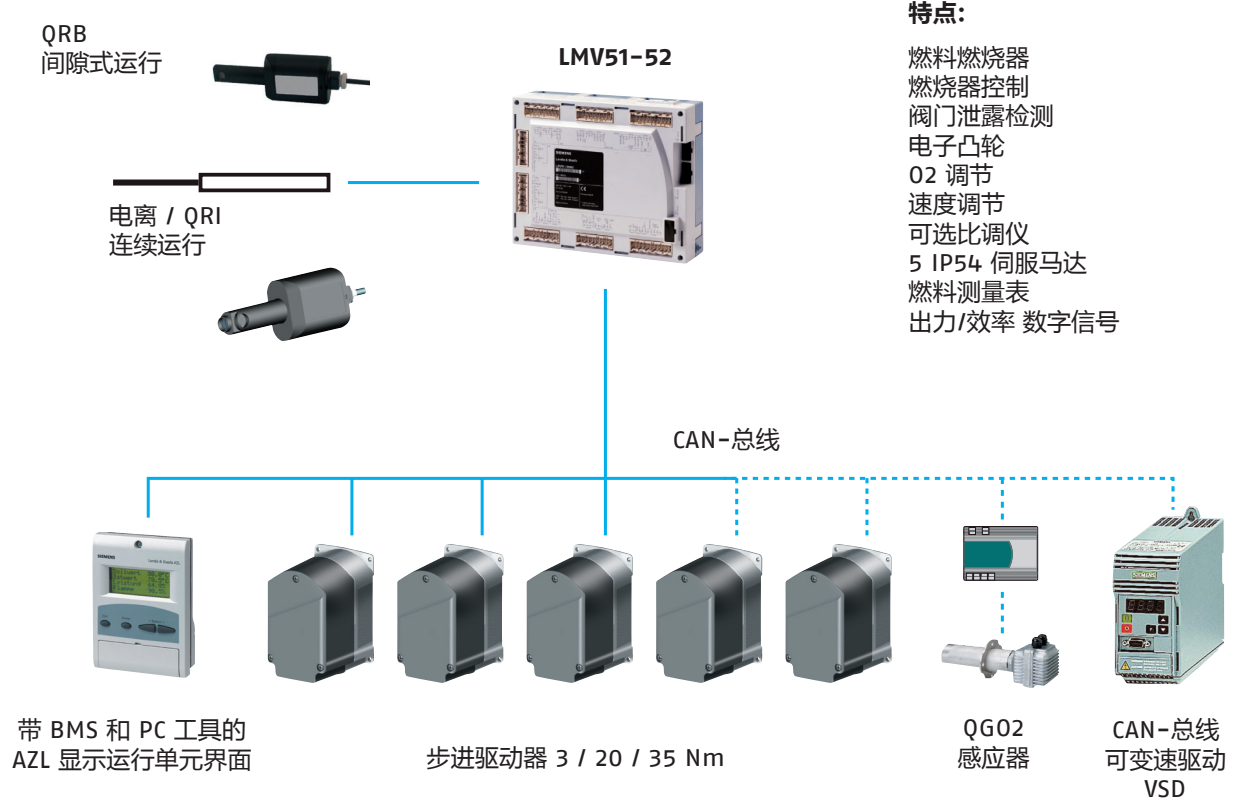 特点:
QRB
间隙式运行
LMV51-52
燃料燃烧器
燃烧器控制
阀门泄露检测
电子凸轮
O2 调节
速度调节
可选比调仪
5 IP54 伺服马达
燃料测量表
出力/效率 数字信号
电离 / QRI
连续运行
CAN-总线
SIEMENS
SIEMENS
SIEMENS
带 BMS 和 PC 工具的
AZL 显示运行单元界面
步进驱动器 3 / 20 / 35 Nm
QGO2
感应器
CAN-总线
可变速驱动
VSD